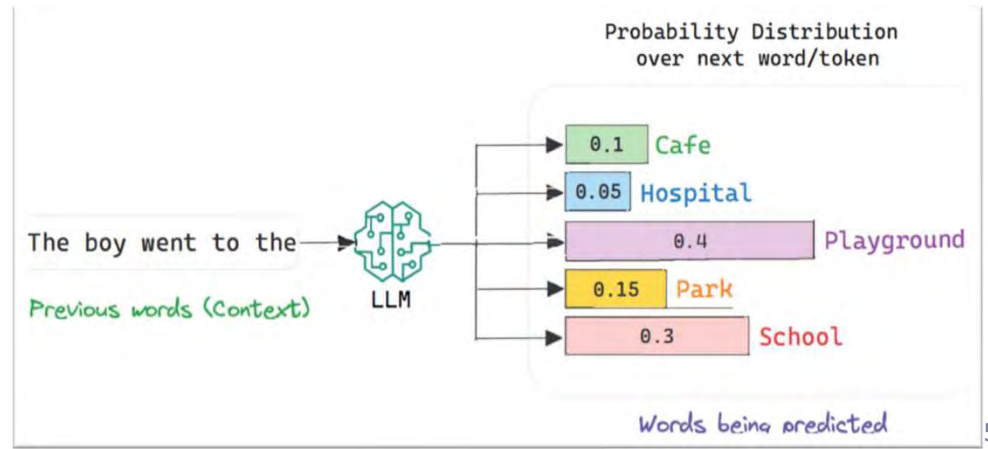 Probability Distribution
over next word/token
0.1 Cafe
0.05 Hospital
The boy went to the
0.4 Playground
LLM
0.15 Park
Previous words (Context)
0.3 School
Words being predicted
5